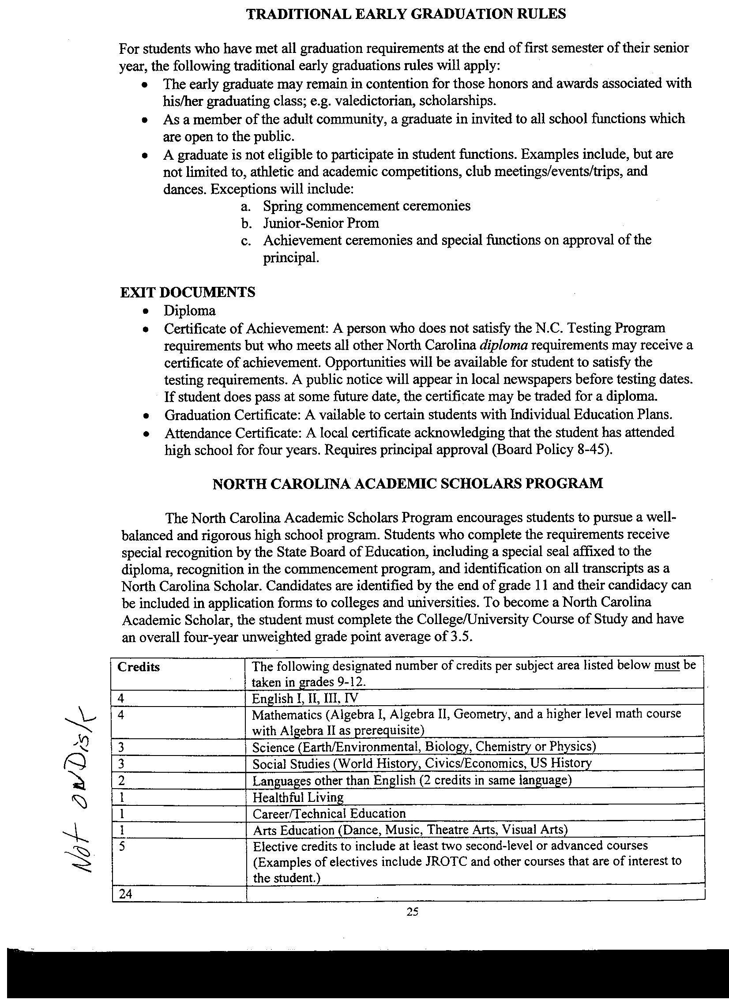 TRADITIONAL EARLY GRADUATION RULES
For students who have met all graduation requirements at the end of first semester of their senior
year, the following traditional early graduations rules will apply:
• The early graduate may remain in contention for those honors and awards associated with
his/her graduating class; e.g. valedictorian, scholarships.
• As a member of the adult community, a graduate in invited to all school functions which
are open to the public.
• A graduate is not eligible to participate in student functions. Examples include, but are
not limited to, athletic and academic competitions, club meetings/events/trips, and
dances. Exceptions will include:
a. Spring commencement ceremonies
b. Junior-Senior Prom
c. Achievement ceremonies and special functions on approval of the
principal.
EXIT DOCUMENTS
• Diploma
• Certificate of Achievement: A person who does not satisfy the N.C. Testing Program
requirements but who meets all other North Carolina diploma requirements may receive a
certificate of achievement. Opportunities will be available for student to satisfy the
testing requirements. A public notice will appear in local newspapers before testing dates.
If student does pass at some future date, the certificate may be traded for a diploma.
• Graduation Certificate: A vailable to certain students with Individual Education Plans.
• Attendance Certificate: A local certificate acknowledging that the student has attended
high school for four years. Requires principal approval (Board Policy 8-45).
NORTH CAROLINA ACADEMIC SCHOLARS PROGRAM
The North Carolina Academic Scholars Program encourages students to pursue a well-
balanced and rigorous high school program. Students who complete the requirements receive
special recognition by the State Board of Education, including a special seal affixed to the
diploma, recognition in the commencement program, and identification on all transcripts as a
North Carolina Scholar. Candidates are identified by the end of grade 11 and their candidacy can
be included in application forms to colleges and universities. To become a North Carolina
Academic Scholar, the student must complete the College/University Course of Study and have
an overall four-year unweighted grade point average of 3.5.
Credits The following designated number of credits per subject area listed below must be
taken in grades 9-12.
4 English I, II, III, IV
4 Mathematics (Algebra I, Algebra II, Geometry, and a higher level math course
with Algebra II as prerequisite)
3 Science (Earth/Environmental, Biology, Chemistry or Physics)
3 Social Studies (World History, Civics/Economics, US History
2 Languages other than English (2 credits in same language)
1 Healthful Living
1 Career/Technical Education
1 Arts Education (Dance, Music, Theatre Arts, Visual Arts)
5 Elective credits to include at least two second-level or advanced courses
(Examples of electives include JROTC and other courses that are of interest to
the student.)
24
25
Not on Disk